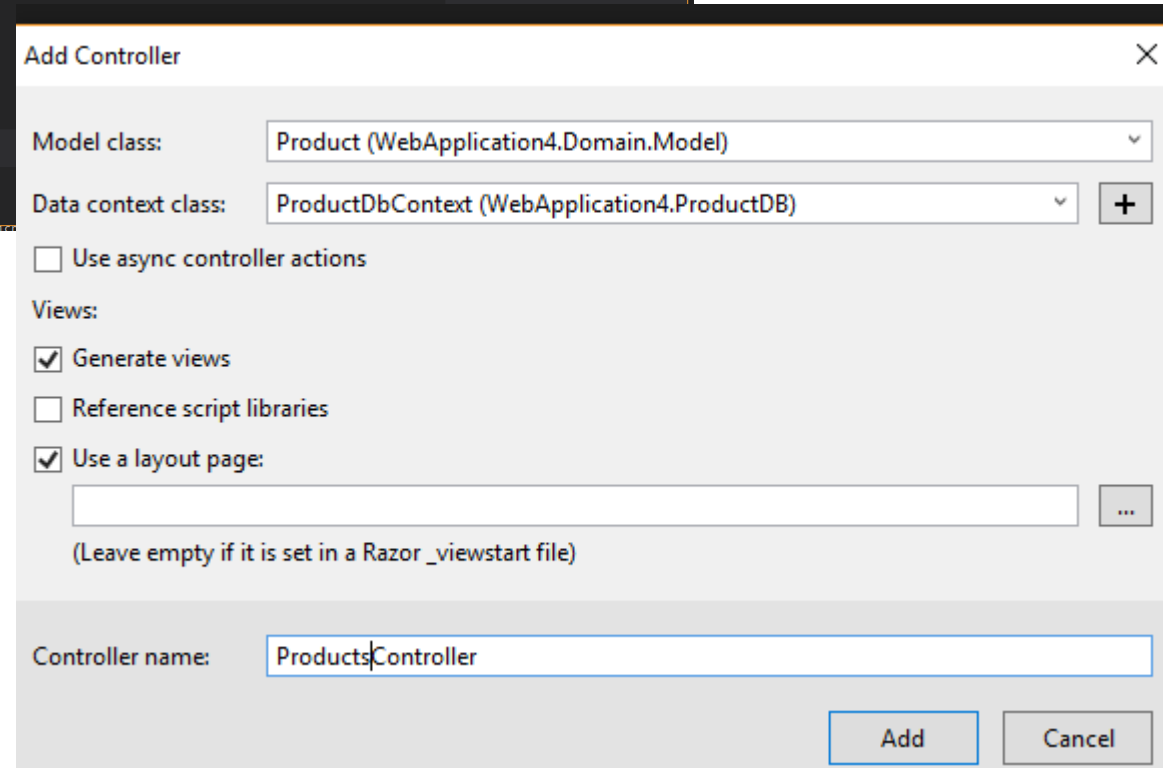 Add Controller
Model class: Product (WebApplication4.Domain.Model)
Data context class: ProductDbContext (WebApplication4.ProductDB) +
Use async controller actions
Views:
Generate views
Reference script libraries
Use a layout page:
...
(Leave empty if it is set in a Razor _viewstart file)
Controller name: ProductsController
Add Cancel